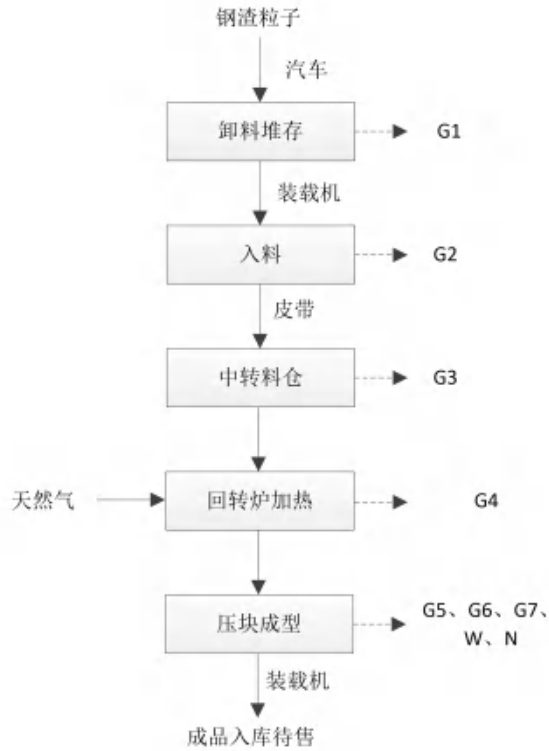 钢渣粒子
汽车
卸料堆存
G1
装载机
入料
G2
皮带
中转料仓
G3
天然气
回转炉加热
G4
压块成型
G5、G6、G7、
W、N
装载机
成品入库待售